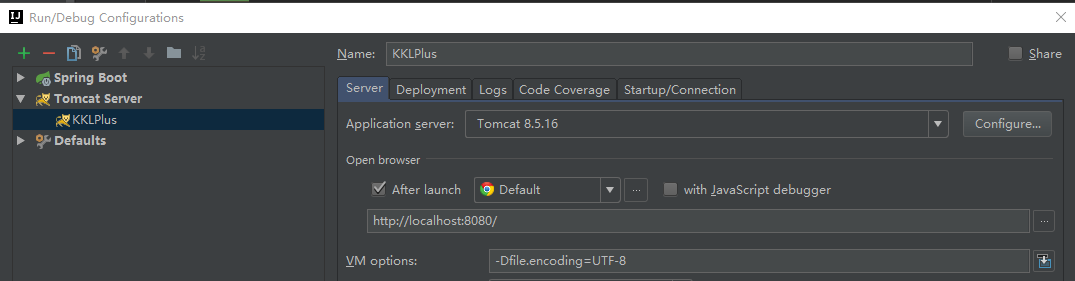 Run/Debug Configurations
Name: KKLPlus Share
Spring Boot
Tomcat Server
KKLPlus
Defaults
Server Deployment Logs Code Coverage Startup/Connection
Application server: Tomcat 8.5.16 Configure...
Open browser
After launch Default ... with JavaScript debugger
http://localhost:8080/ ...
VM options: -Dfile.encoding=UTF-8